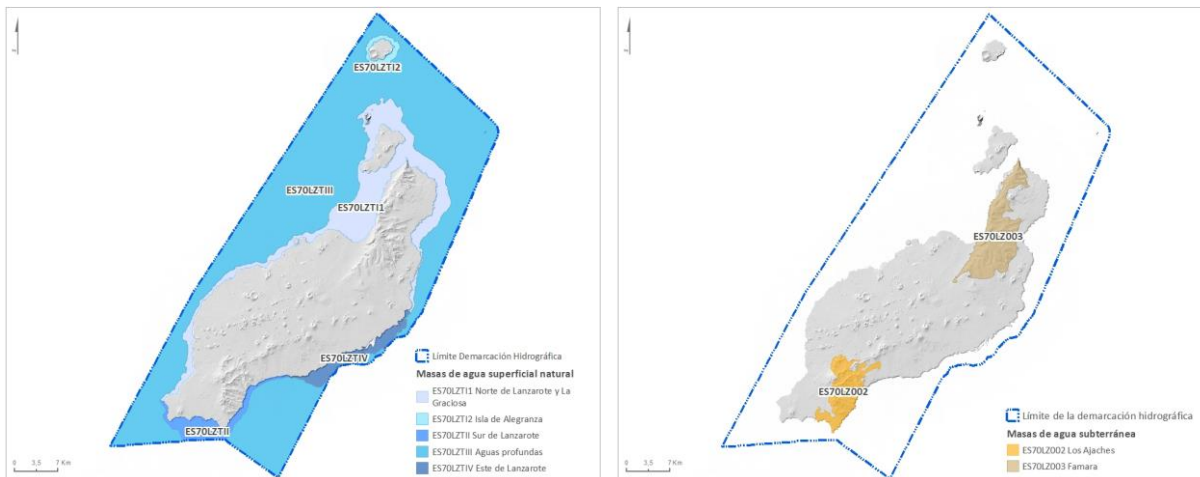 ES70LZTI2
ES70LZTIII
ES70LZTI1
ES70LZTIV
ES70LZTII
Límite Demarcación Hidrográfica
Masas de agua superficial natural
ES70LZTI1 Norte de Lanzarote y La
Graciosa
ES70LZTI2 Isla de Alegranza
ES70LZTII Sur de Lanzarote
ES70LZTIII Aguas profundas
ES70LZTIV Este de Lanzarote
0 3,5 7 Km
ES70LZ003
ES70LZ002
Límite de la demarcación hidrográfica
Masas de agua subterránea
ES70LZ002 Los Ajaches
ES70LZ003 Famara
0 3,5 7 Km